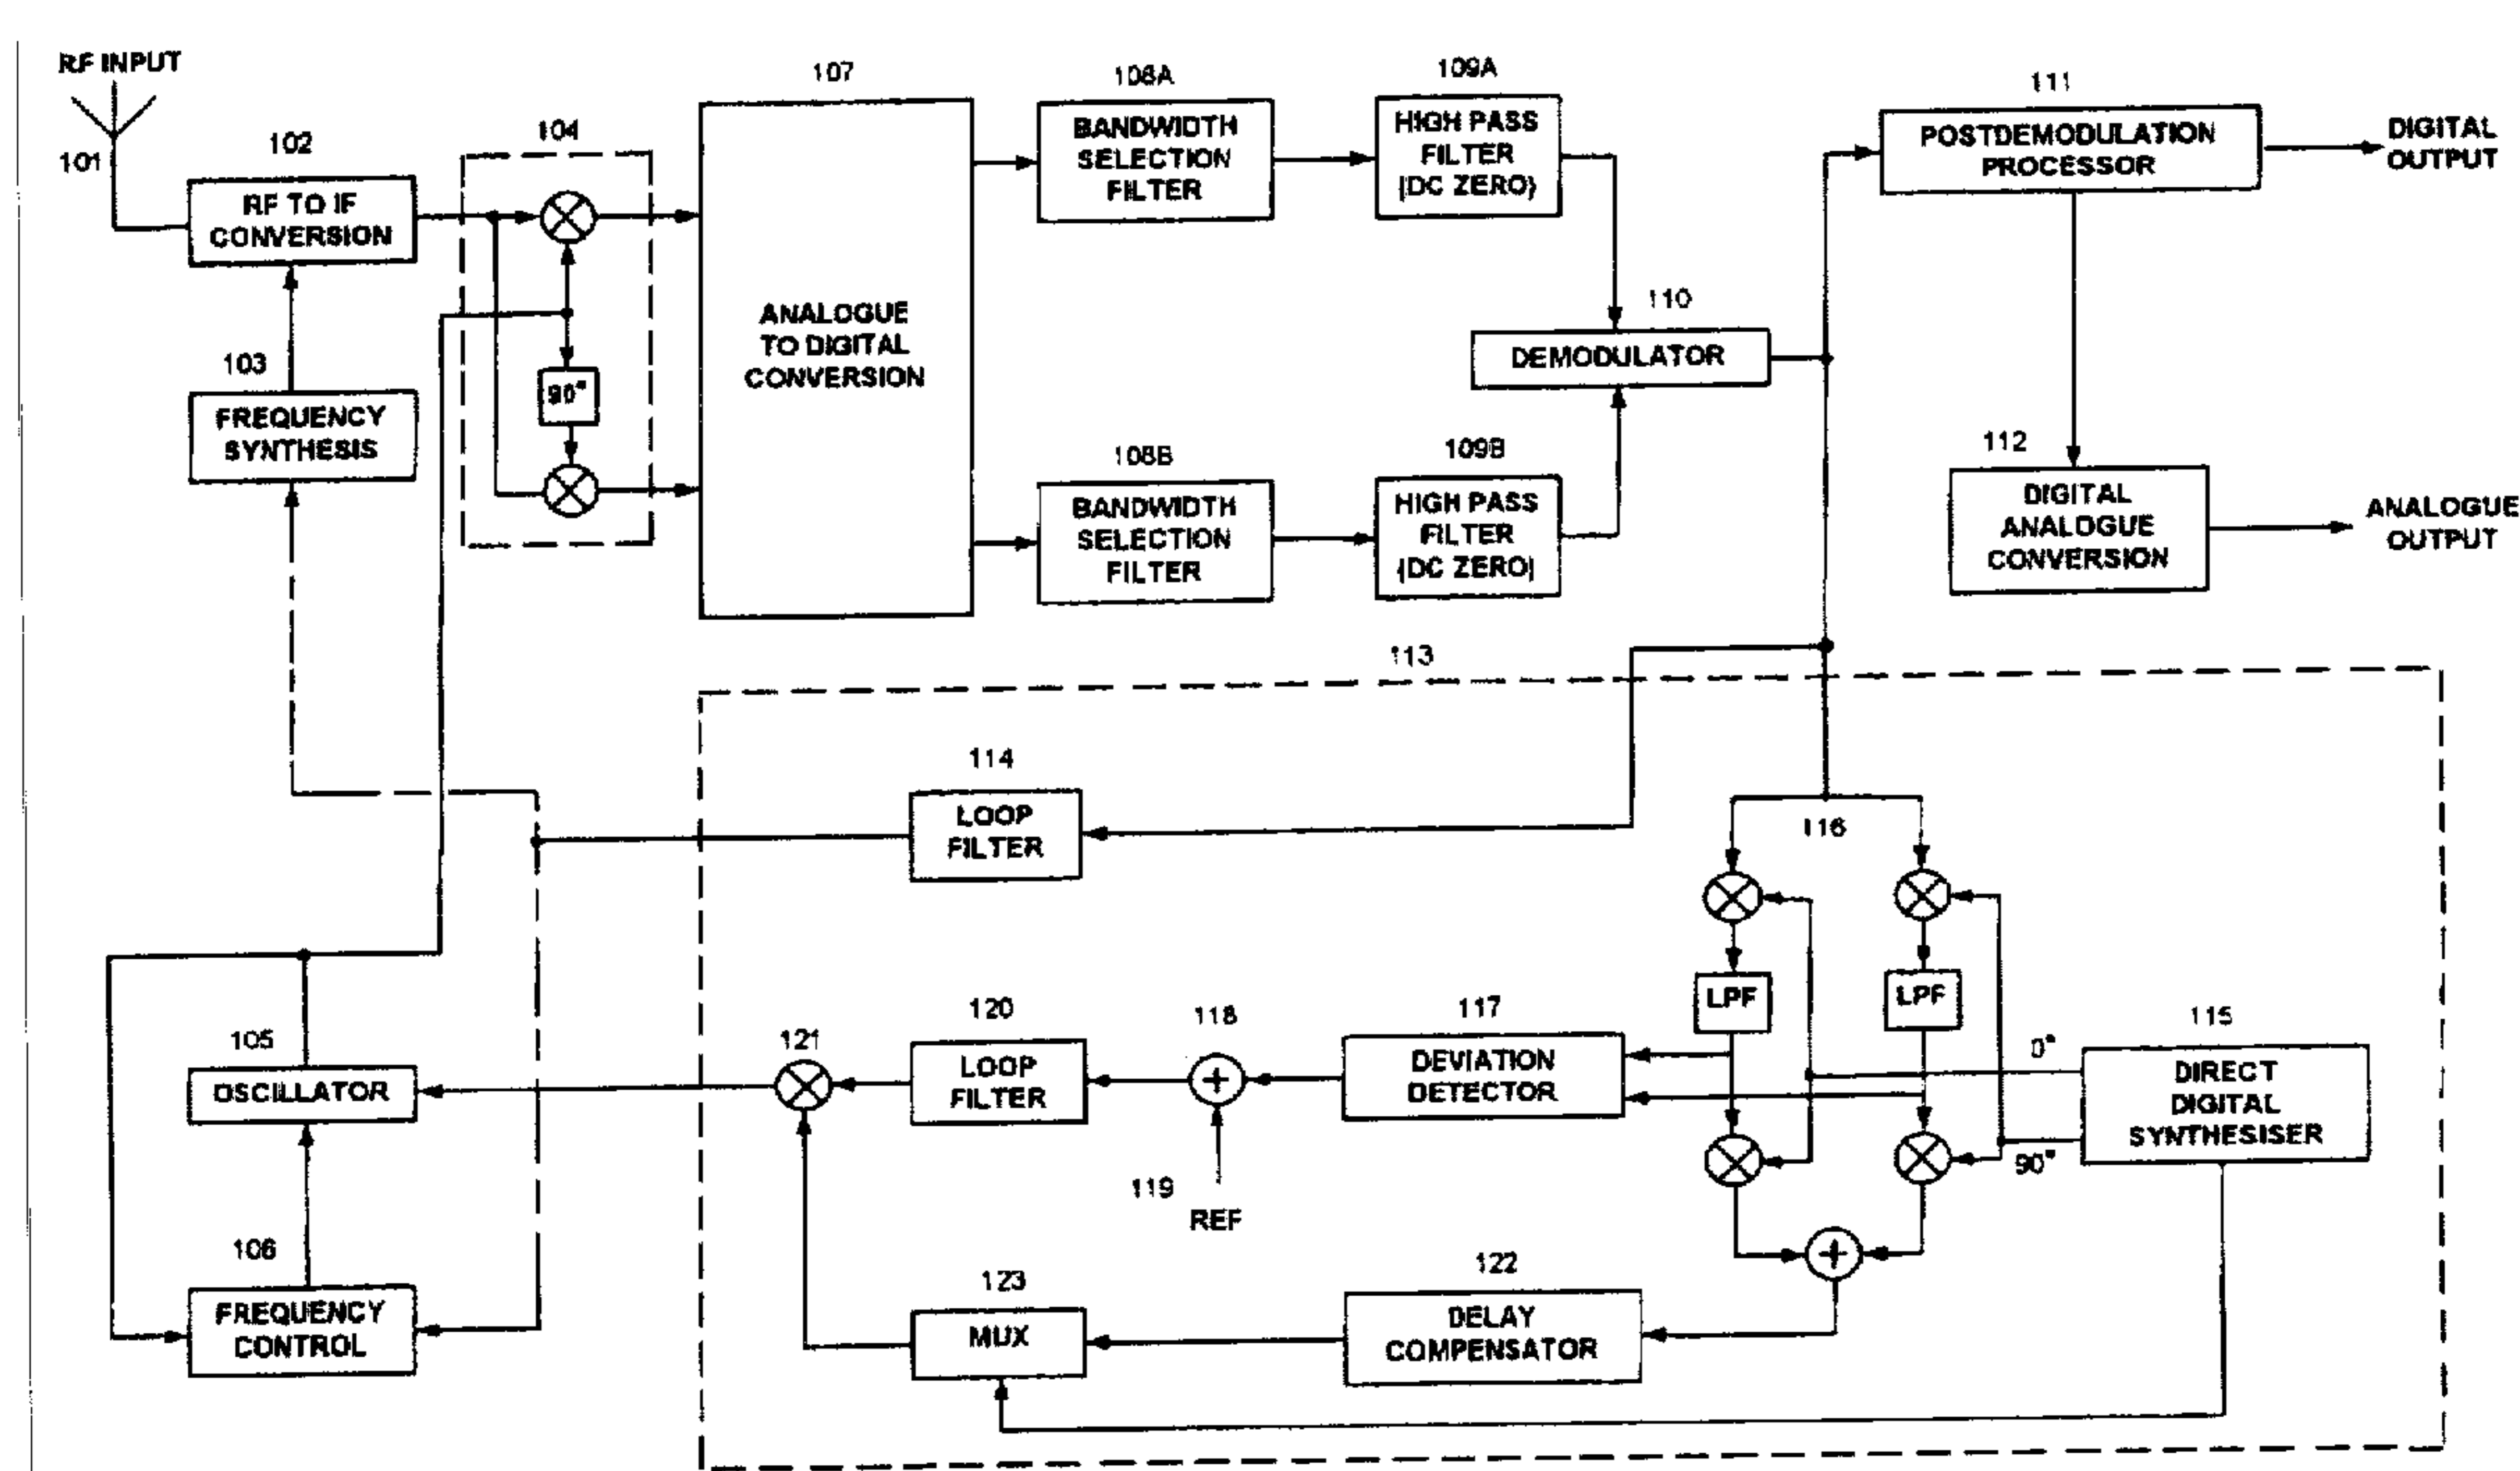 RF INPUT
101
102
RF TO IF
CONVERSION
103
FREQUENCY
SYNTHESIS
104
90°
107
ANALOGUE
TO DIGITAL
CONVERSION
108A
BANDWIDTH
SELECTION
FILTER
109A
HIGH PASS
FILTER
(DC ZERO)
108B
BANDWIDTH
SELECTION
FILTER
109B
HIGH PASS
FILTER
(DC ZERO)
110
DEMODULATOR
111
POSTDEMODULATION
PROCESSOR
DIGITAL
OUTPUT
112
DIGITAL
ANALOGUE
CONVERSION
ANALOGUE
OUTPUT
113
114
LOOP
FILTER
116
LPF
LPF
115
0°
90°
DIRECT
DIGITAL
SYNTHESISER
117
DEVIATION
DETECTOR
118
119
REF
120
LOOP
FILTER
121
105
OSCILLATOR
106
FREQUENCY
CONTROL
122
DELAY
COMPENSATOR
123
MUX